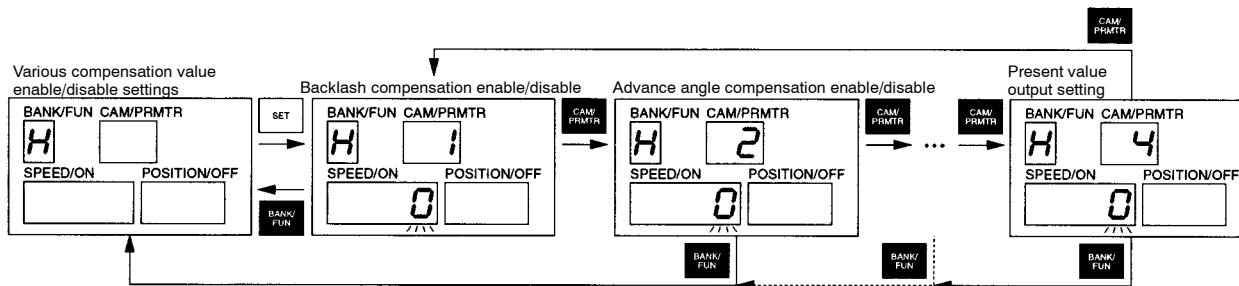 CAM/
PRMTR
Various compensation value
enable/disable settings
Backlash compensation enable/disable
Advance angle compensation enable/disable
Present value
output setting
BANK/FUN CAM/PRMTR
H
SPEED/ON POSITION/OFF
SET
BANK/
FUN
BANK/FUN CAM/PRMTR
H 1
SPEED/ON POSITION/OFF
0
CAM/
PRMTR
BANK/FUN CAM/PRMTR
H 2
SPEED/ON POSITION/OFF
0
CAM/
PRMTR
...
CAM/
PRMTR
BANK/FUN CAM/PRMTR
H 4
SPEED/ON POSITION/OFF
0
BANK/
FUN
BANK/
FUN
BANK/
FUN